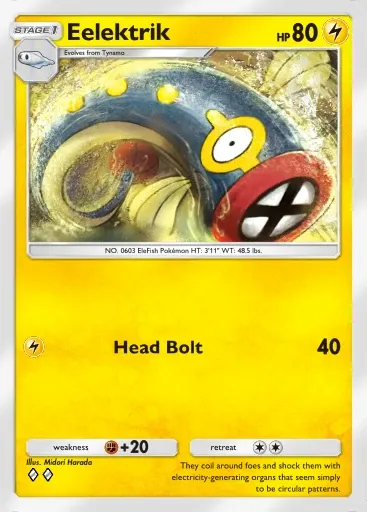 STAGE 1 Eelektrik HP 80
Evolves from Tynamo
NO. 0603 EleFish Pokémon HT: 3'11" WT: 48.5 lbs.
Head Bolt 40
weakness +20 retreat
Illus. Midori Harada
They coil around foes and shock them with
electricity-generating organs that seem simply
to be circular patterns.